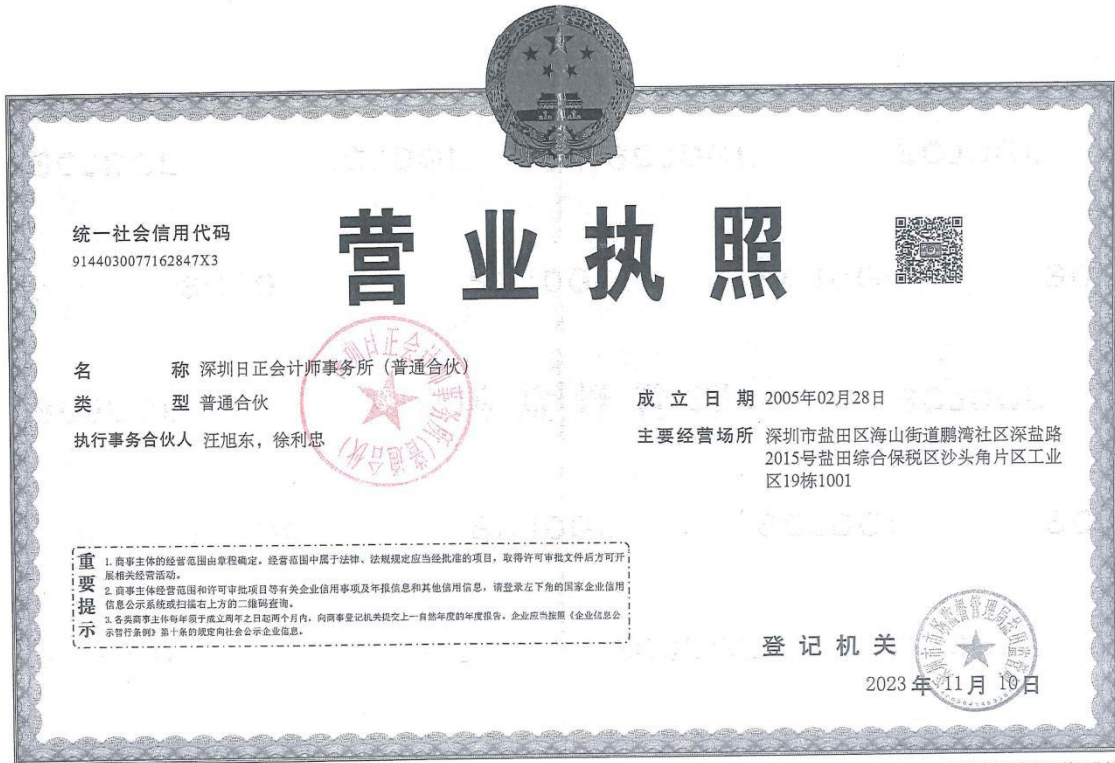 营业执照
统一社会信用代码
9144030077162847X3
名 称 深圳日正会计师事务所（普通合伙）
类 型 普通合伙
执行事务合伙人 汪旭东，徐利忠
成立日期 2005年02月28日
主要经营场所 深圳市盐田区海山街道鹏湾社区深盐路
2015号盐田综合保税区沙头角片区工业
区19栋1001
深圳日正会计师事务所(普通合伙)
重要提示
1.商事主体的经营范围由章程确定。经营范围中属于法律、法规规定应当经批准的项目，取得许可审批文件后方可开
展相关经营活动。
2.商事主体经营范围和许可审批项目等有关企业信用事项及年报信息和其他信用信息，请登录左下角的国家企业信用
信息公示系统或扫描右上方的二维码查询。
3.各类商事主体每年须于成立周年之日起两个月内，向商事登记机关提交上一自然年度的年度报告。企业应当按照《企业信息公
示暂行条例》第十条的规定向社会公示企业信息。
登记机关
2023年11月10日